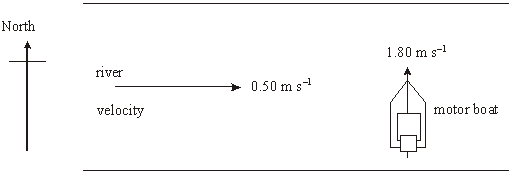 North
1.80 m s⁻¹
river
0.50 m s⁻¹
velocity
motor boat